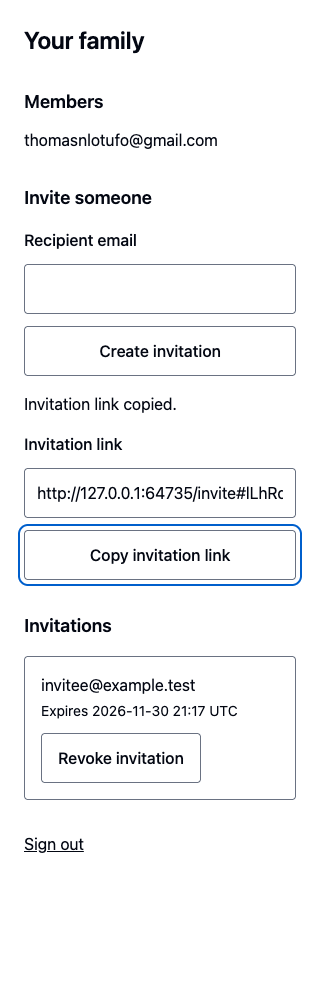 Your family
Members
thomasnlotufo@gmail.com
Invite someone
Recipient email
Create invitation
Invitation link copied.
Invitation link
http://127.0.0.1:64735/invite#lLhRc
Copy invitation link
Invitations
invitee@example.test
Expires 2026-11-30 21:17 UTC
Revoke invitation
Sign out